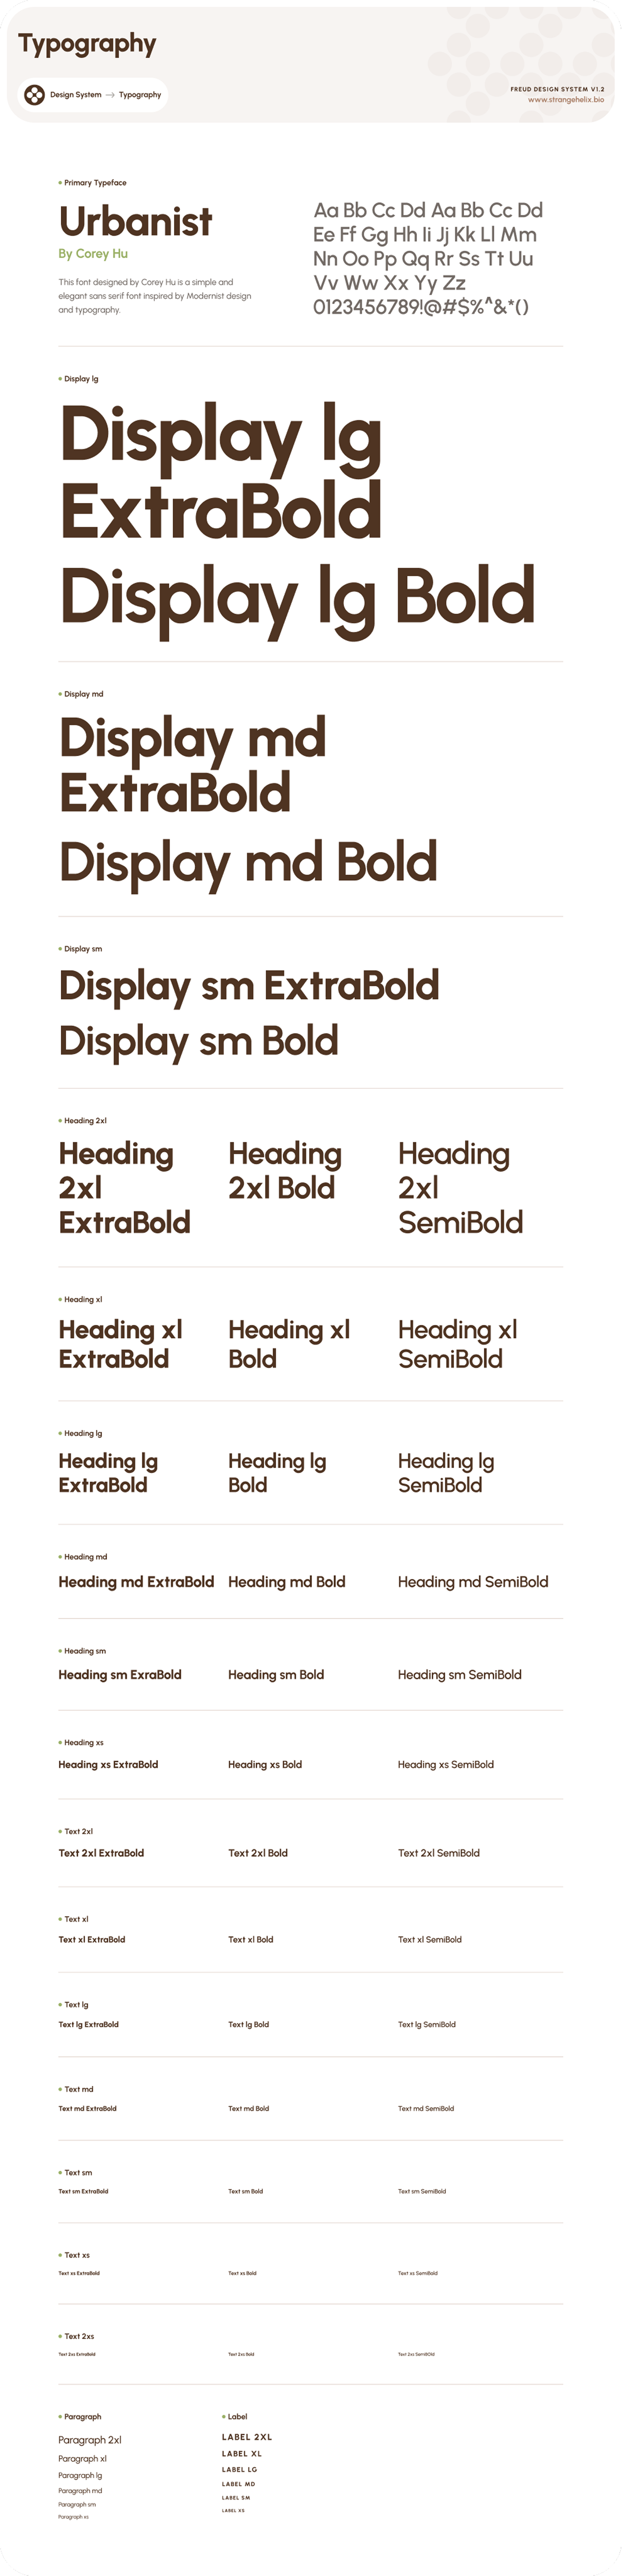 Typography
Design System → Typography
FREUD DESIGN SYSTEM V1.2
www.strangehelix.bio
Primary Typeface
Urbanist
By Corey Hu
This font designed by Corey Hu is a simple and
elegant sans serif font inspired by Modernist design
and typography.
Aa Bb Cc Dd Aa Bb Cc Dd
Ee Ff Gg Hh Ii Jj Kk Ll Mm
Nn Oo Pp Qq Rr Ss Tt Uu
Vv Ww Xx Yy Zz
0123456789!@#$%^&*()
Display lg
Display lg
ExtraBold
Display lg Bold
Display md
Display md
ExtraBold
Display md Bold
Display sm
Display sm ExtraBold
Display sm Bold
Heading 2xl
Heading
2xl
ExtraBold
Heading
2xl Bold
Heading
2xl
SemiBold
Heading xl
Heading xl
ExtraBold
Heading xl
Bold
Heading xl
SemiBold
Heading lg
Heading lg
ExtraBold
Heading lg
Bold
Heading lg
SemiBold
Heading md
Heading md ExtraBold
Heading md Bold
Heading md SemiBold
Heading sm
Heading sm ExraBold
Heading sm Bold
Heading sm SemiBold
Heading xs
Heading xs ExtraBold
Heading xs Bold
Heading xs SemiBold
Text 2xl
Text 2xl ExtraBold
Text 2xl Bold
Text 2xl SemiBold
Text xl
Text xl ExtraBold
Text xl Bold
Text xl SemiBold
Text lg
Text lg ExtraBold
Text lg Bold
Text lg SemiBold
Text md
Text md ExtraBold
Text md Bold
Text md SemiBold
Text sm
Text sm ExtraBold
Text sm Bold
Text sm SemiBold
Text xs
Text xs ExtraBold
Text xs Bold
Text xs SemiBold
Text 2xs
Text 2xs ExtraBold
Text 2xs Bold
Text 2xs SemiBOld
Paragraph
Paragraph 2xl
Paragraph xl
Paragraph lg
Paragraph md
Paragraph sm
Paragraph xs
Label
LABEL 2XL
LABEL XL
LABEL LG
LABEL MD
LABEL SM
LABEL XS